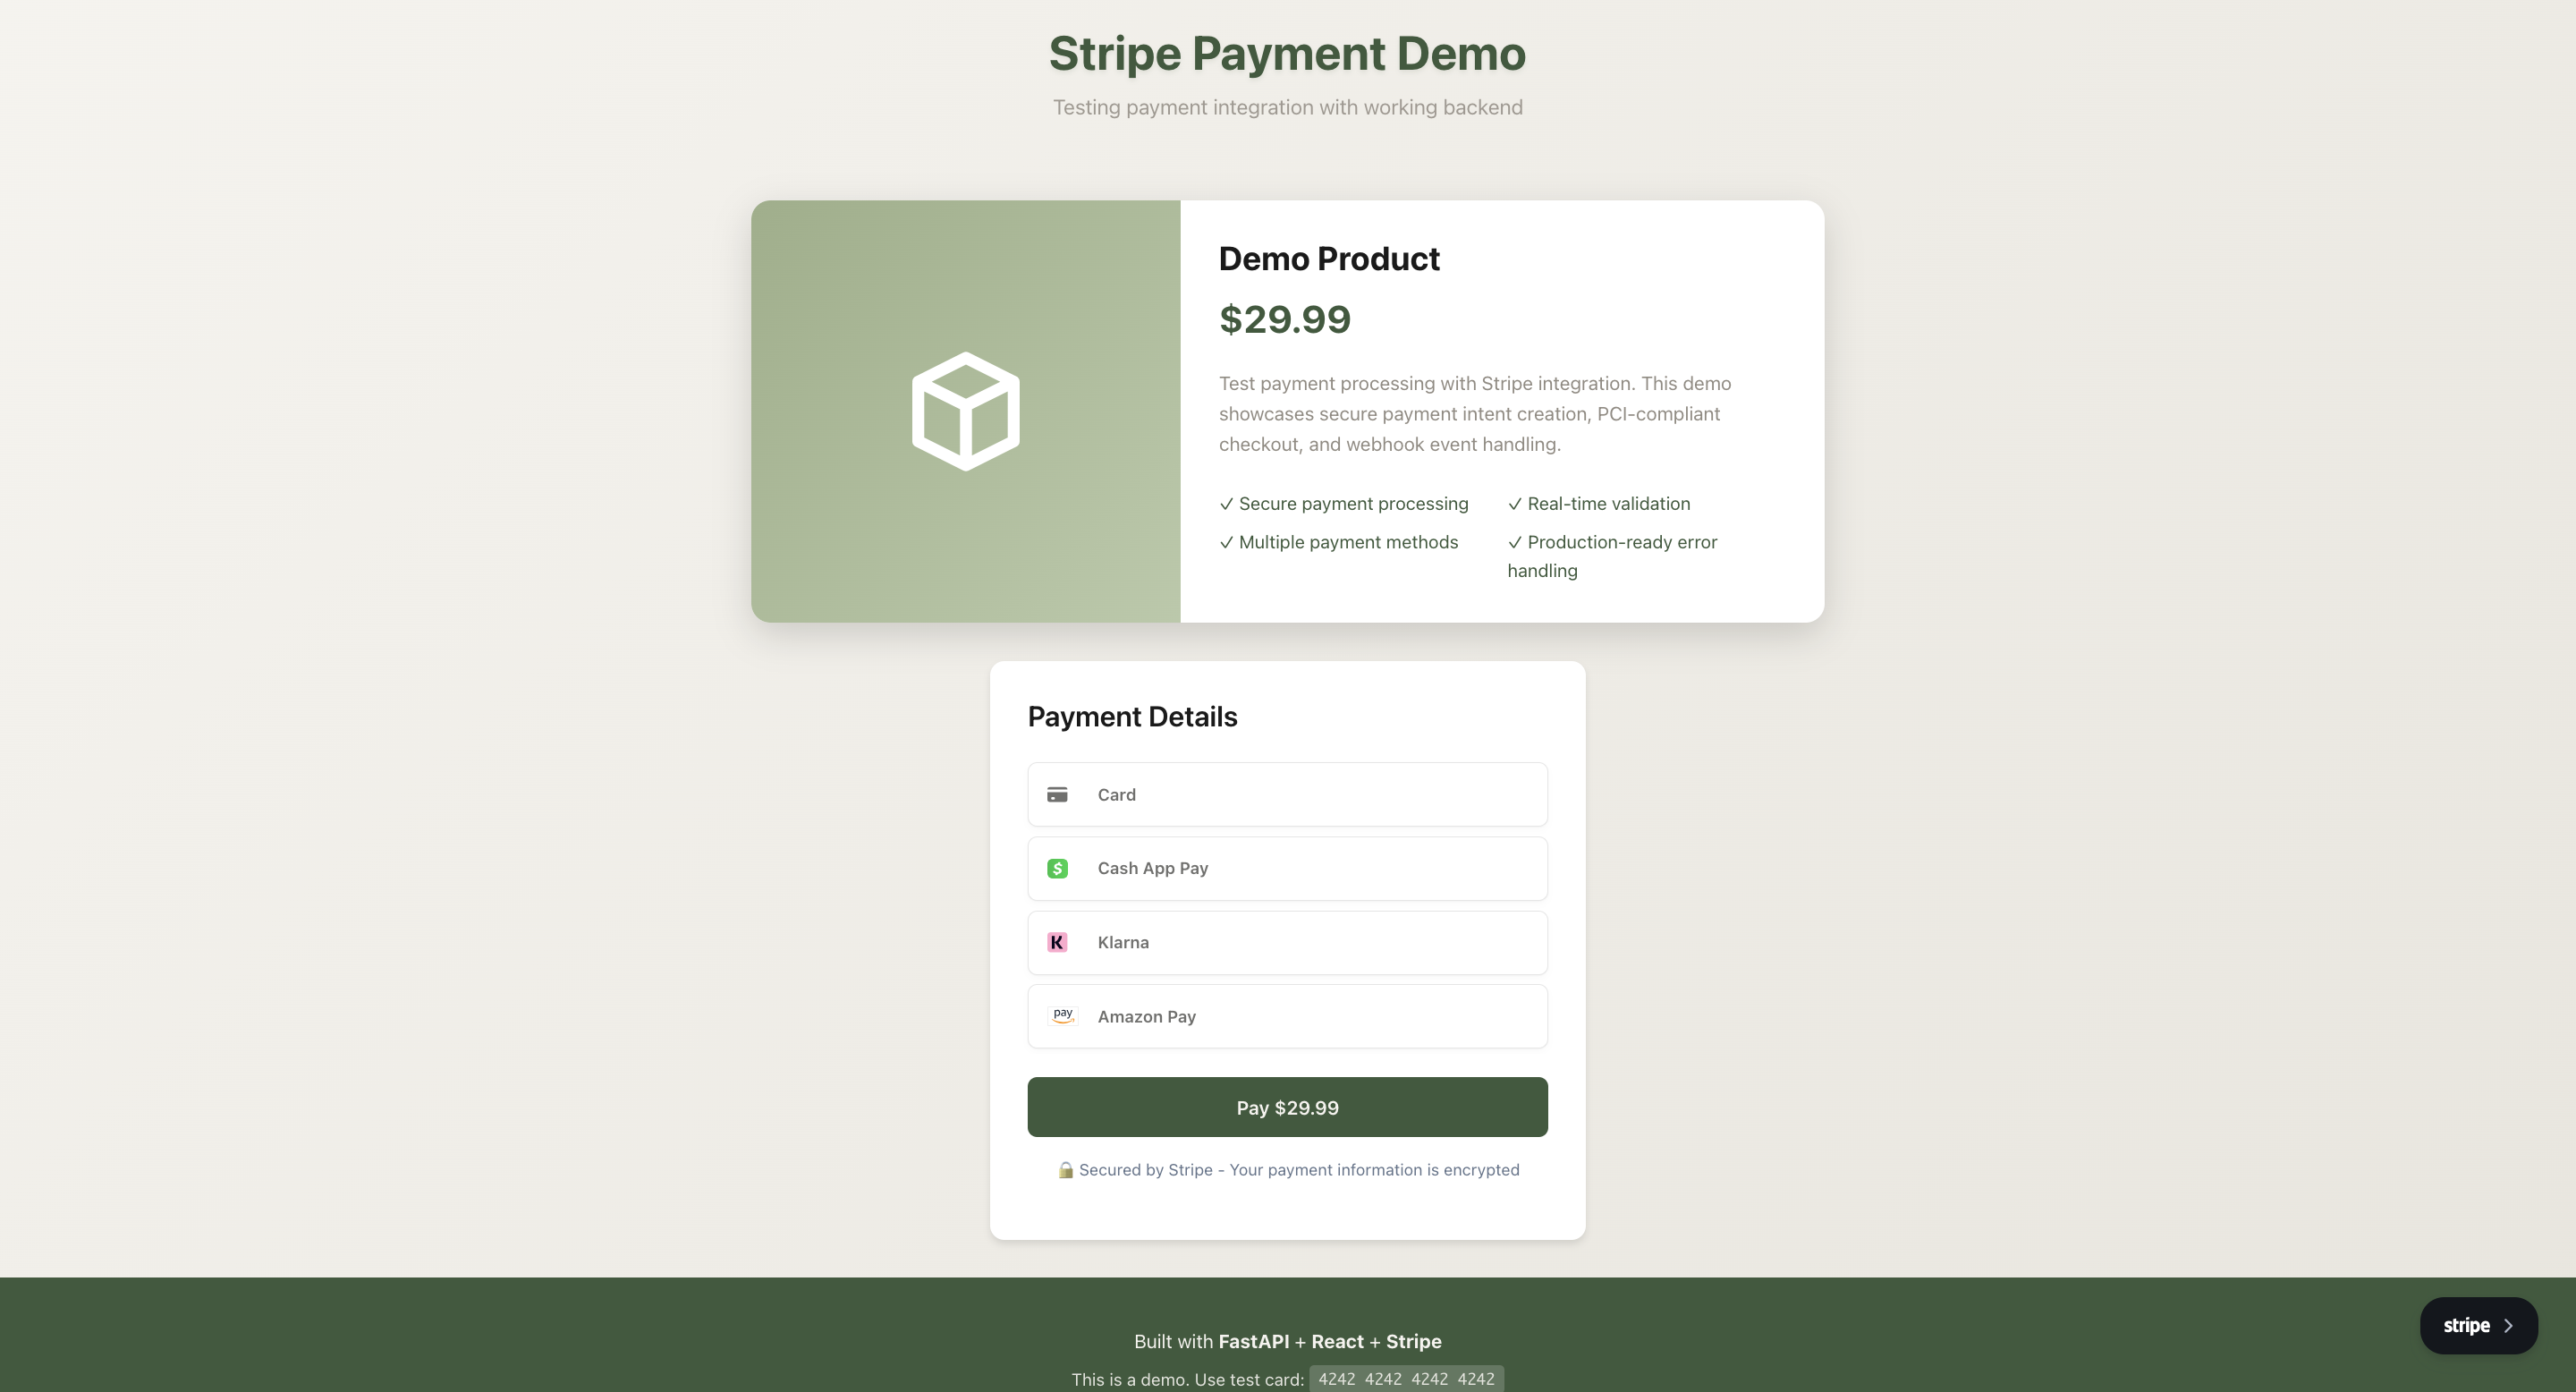 Stripe Payment Demo
Testing payment integration with working backend
Demo Product
$29.99
Test payment processing with Stripe integration. This demo
showcases secure payment intent creation, PCI-compliant
checkout, and webhook event handling.
✓ Secure payment processing
✓ Real-time validation
✓ Multiple payment methods
✓ Production-ready error
handling
Payment Details
Card
$ Cash App Pay
K Klarna
pay Amazon Pay
Pay $29.99
🔒 Secured by Stripe - Your payment information is encrypted
Built with FastAPI + React + Stripe
stripe
This is a demo. Use test card: 4242 4242 4242 4242